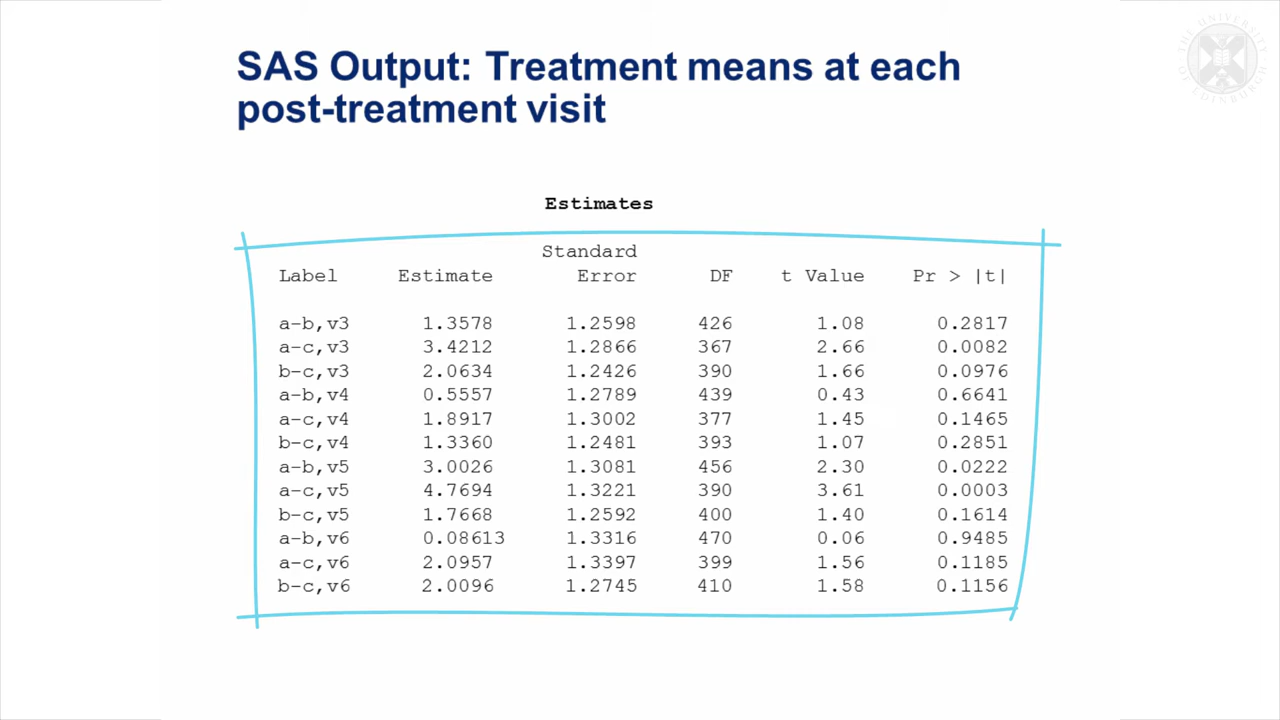 SAS Output: Treatment means at each
post-treatment visit
THE UNIVERSITY OF EDINBURGH
Estimates
Standard
Label Estimate Error DF t Value Pr > |t|
a-b,v3 1.3578 1.2598 426 1.08 0.2817
a-c,v3 3.4212 1.2866 367 2.66 0.0082
b-c,v3 2.0634 1.2426 390 1.66 0.0976
a-b,v4 0.5557 1.2789 439 0.43 0.6641
a-c,v4 1.8917 1.3002 377 1.45 0.1465
b-c,v4 1.3360 1.2481 393 1.07 0.2851
a-b,v5 3.0026 1.3081 456 2.30 0.0222
a-c,v5 4.7694 1.3221 390 3.61 0.0003
b-c,v5 1.7668 1.2592 400 1.40 0.1614
a-b,v6 0.08613 1.3316 470 0.06 0.9485
a-c,v6 2.0957 1.3397 399 1.56 0.1185
b-c,v6 2.0096 1.2745 410 1.58 0.1156